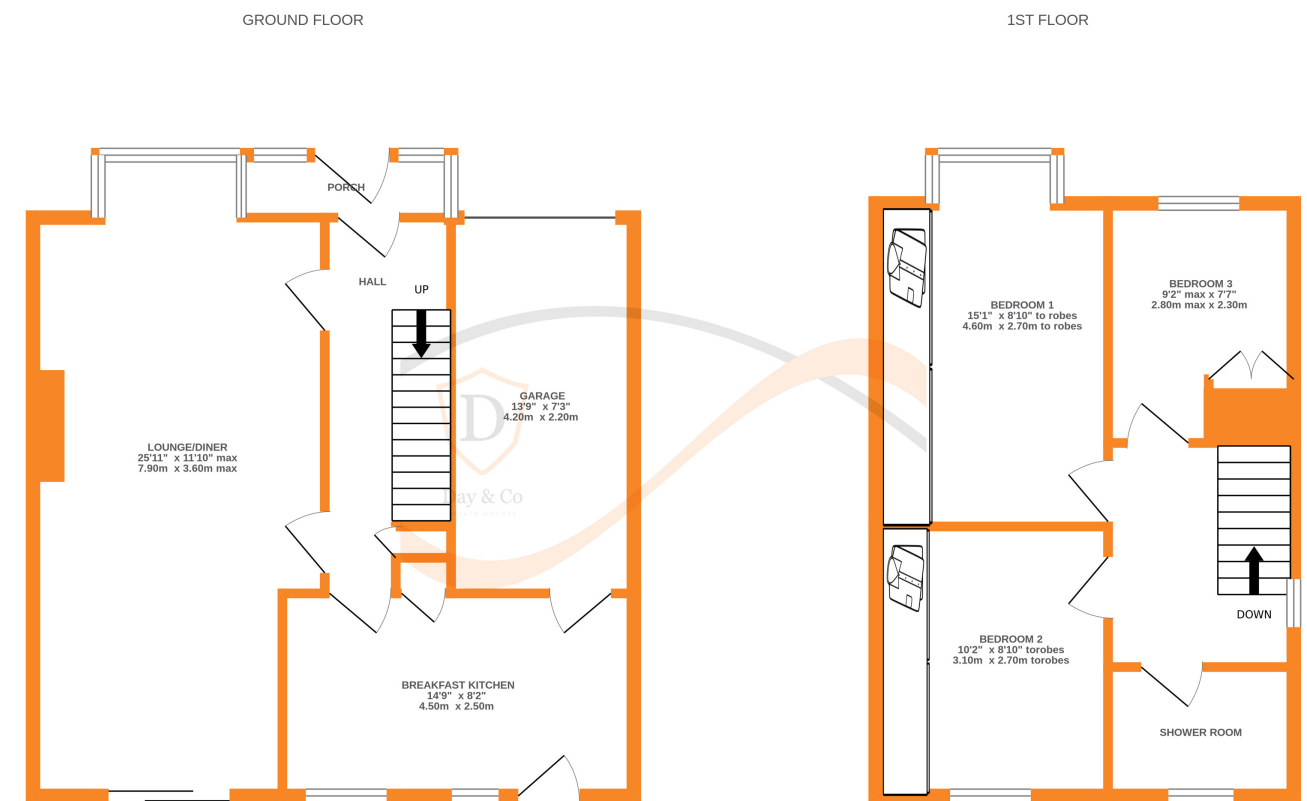 GROUND FLOOR
1ST FLOOR
PORCH
HALL
UP
GARAGE
13'9" x 7'3"
4.20m x 2.20m
LOUNGE/DINER
25'11" x 11'10" max
7.90m x 3.60m max
D
Day & Co
ESTATE AGENTS
BREAKFAST KITCHEN
14'9" x 8'2"
4.50m x 2.50m
BEDROOM 1
15'1" x 8'10" to robes
4.60m x 2.70m to robes
BEDROOM 3
9'2" max x 7'7"
2.80m max x 2.30m
BEDROOM 2
10'2" x 8'10" torobes
3.10m x 2.70m torobes
DOWN
SHOWER ROOM